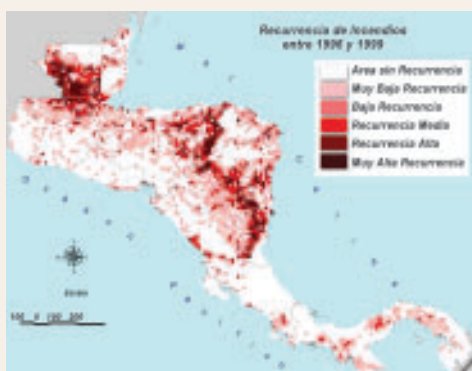 Recurrencia de Incendios
entre 1996 y 1999
Area sin Recurrencia
Muy Baja Recurrencia
Baja Recurrencia
Recurrencia Media
Recurrencia Alta
Muy Alta Recurrencia